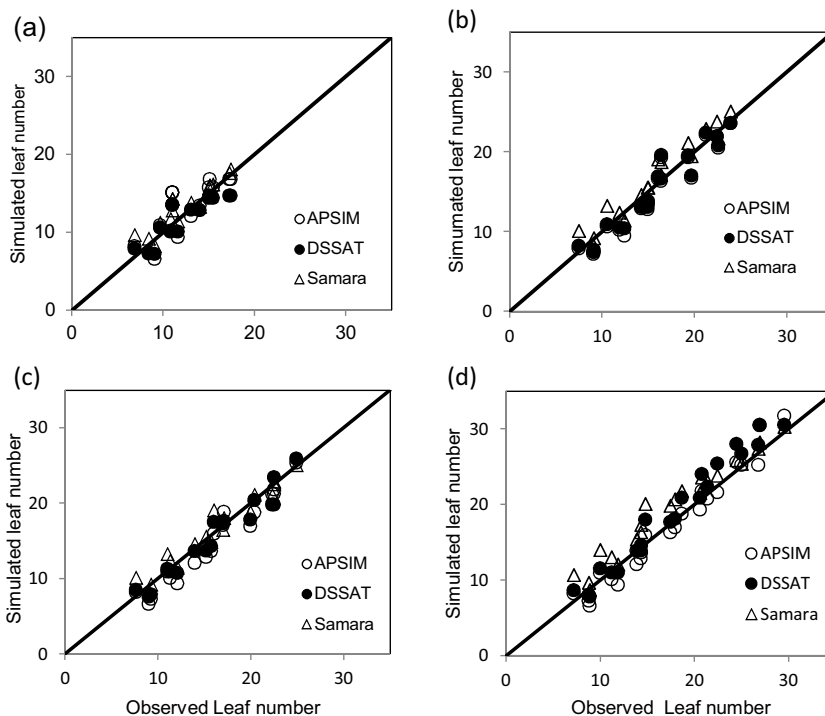 (a)
Simulated leaf number
30
20
10
0
0
10
20
30
APSIM
DSSAT
Samara
(b)
Simumated leaf number
30
20
10
0
0
10
20
30
APSIM
DSSAT
Samara
(c)
Simulated leaf number
30
20
10
0
0
10
20
30
APSIM
DSSAT
Samara
Observed Leaf number
(d)
Simulated leaf number
30
20
10
0
0
10
20
30
APSIM
DSSAT
Samara
Observed Leaf number